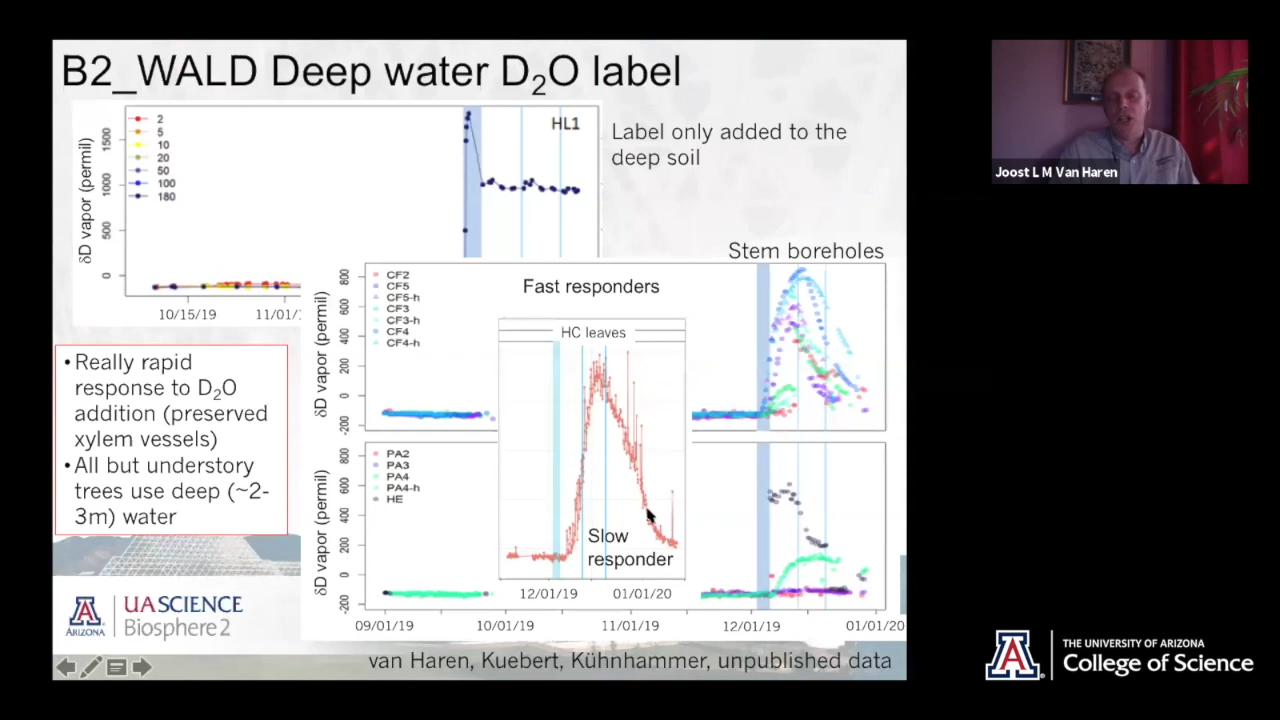 B2_WALD Deep water D₂O label
2
5
10
20
50
100
180
HL1
δD vapor (permil)
1500
1000
500
0
10/15/19
11/01/1
Label only added to the
deep soil
Joost L M Van Haren
Stem boreholes
CF2
CF5
CF5-h
CF3
CF3-h
CF4
CF4-h
Fast responders
δD vapor (permil)
800
600
400
200
0
-200
HC leaves
Slow
responder
12/01/19
01/01/20
PA2
PA3
PA4
PA4-h
HE
δD vapor (permil)
800
600
400
200
0
-200
09/01/19
10/01/19
11/01/19
12/01/19
01/01/20
•Really rapid
response to D₂O
addition (preserved
xylem vessels)
•All but understory
trees use deep (~2-
3m) water
A
ARIZONA
UASCIENCE
Biosphere 2
van Haren, Kuebert, Kühnhammer, unpublished data
A
THE UNIVERSITY OF ARIZONA
College of Science